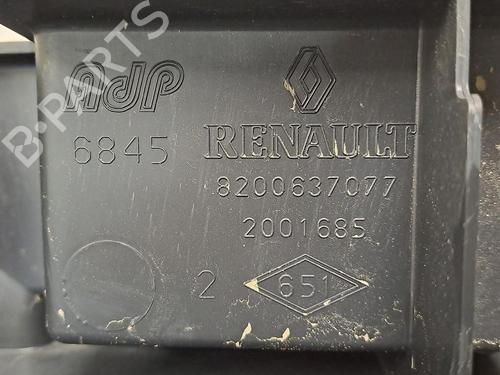 AdP
6845 RENAULT
8200637077
2001685
2 651
B-PARTS